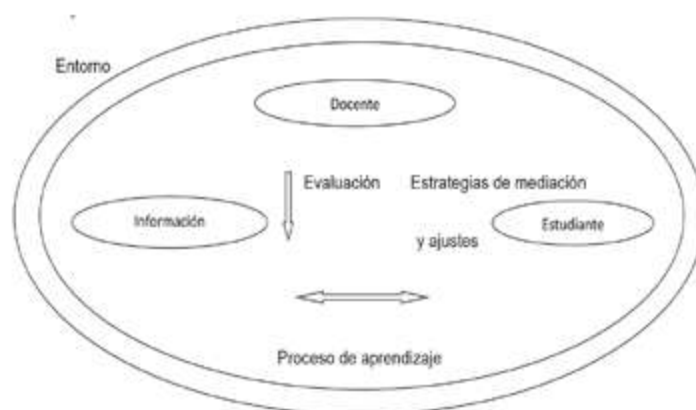 Entorno
Docente
Evaluación
Estrategias de mediación
Información
Estudiante
y ajustes
Proceso de aprendizaje